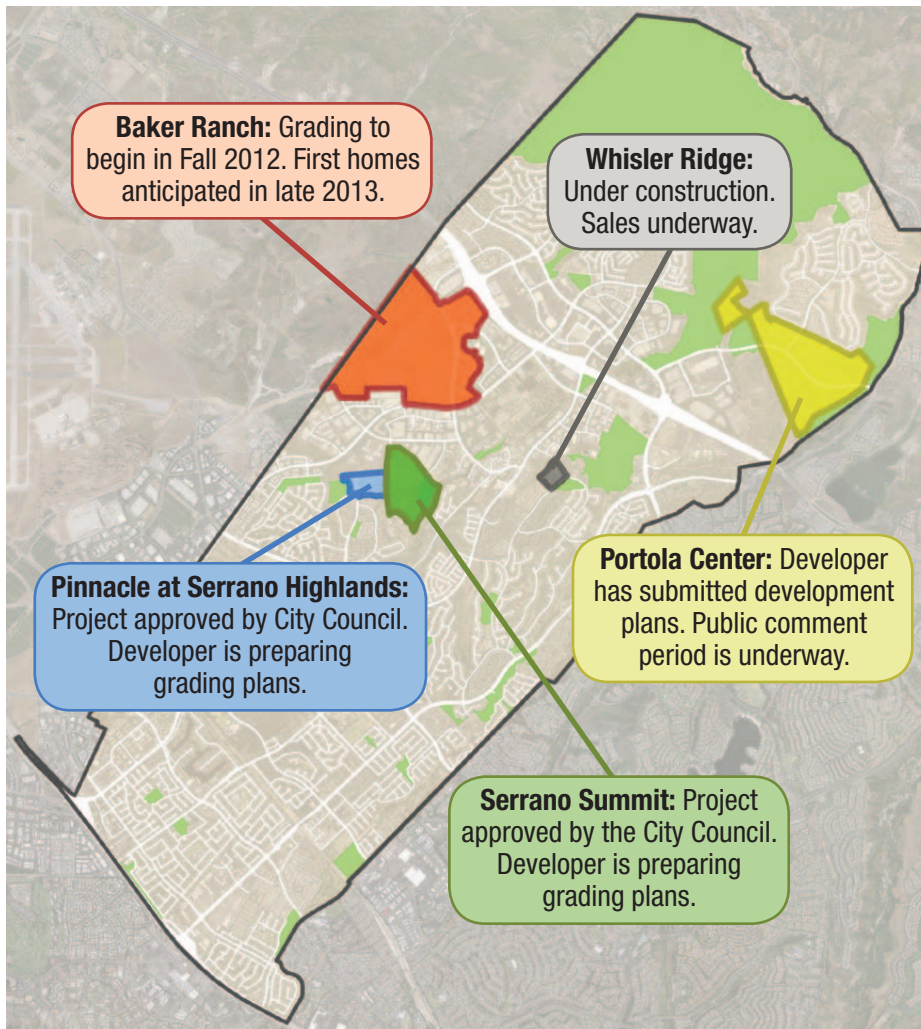 Baker Ranch: Grading to
begin in Fall 2012. First homes
anticipated in late 2013.
Whisler Ridge:
Under construction.
Sales underway.
Pinnacle at Serrano Highlands:
Project approved by City Council.
Developer is preparing
grading plans.
Portola Center: Developer
has submitted development
plans. Public comment
period is underway.
Serrano Summit: Project
approved by the City Council.
Developer is preparing
grading plans.